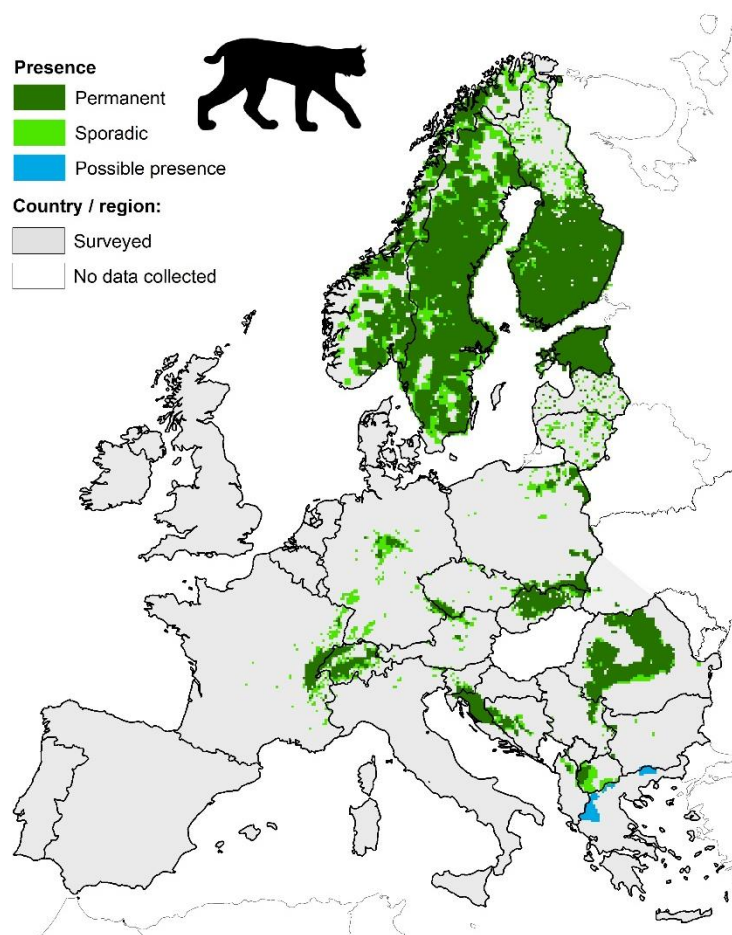 Presence
Permanent
Sporadic
Possible presence
Country / region:
Surveyed
No data collected